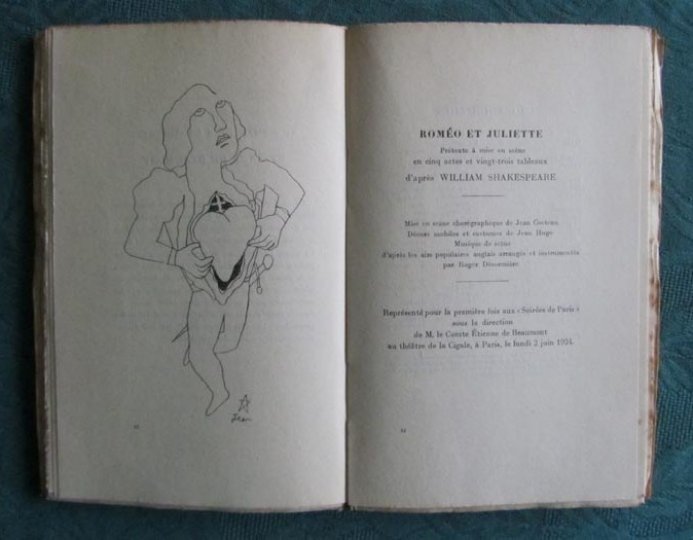 Jean
ROMÉO ET JULIETTE
Prétexte à mise en scène
en cinq actes et vingt-trois tableaux
d'après WILLIAM SHAKESPEARE
Mise en scène chorégraphique de Jean Cocteau
Décors mobiles et costumes de Jean Hugo
Musique de scène
d'après les airs populaires anglais arrangés et instrumentés
par Roger Désormière
Représenté pour la première fois aux «Soirées de Paris»
sous la direction
de M. le Comte Étienne de Beaumont
au théâtre de la Cigale, à Paris, le lundi 2 juin 1924.